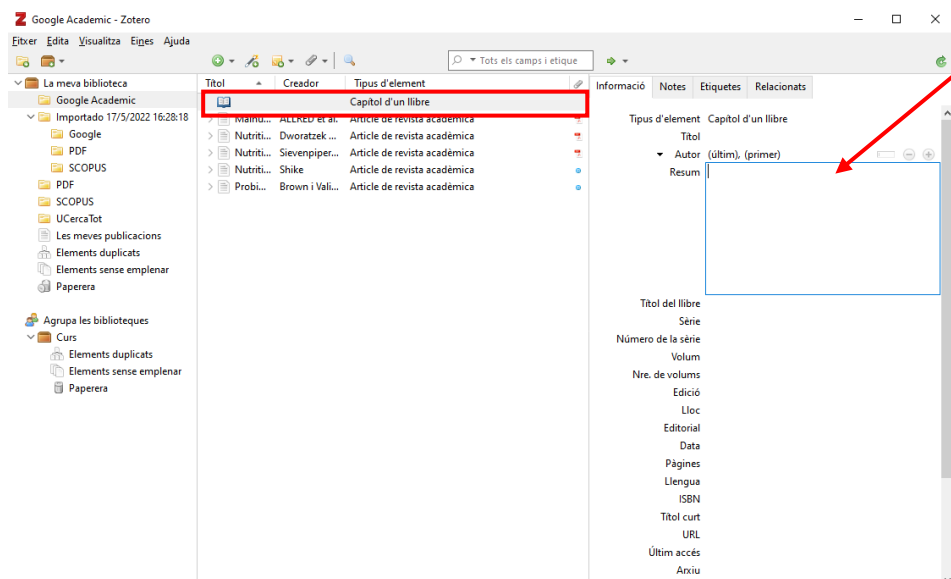 Google Academic - Zotero
Fitxer Edita Visualitza Eines Ajuda
Tots els camps i etique
La meva biblioteca
Google Academic
Importado 17/5/2022 16:28:18
Google
PDF
SCOPUS
PDF
SCOPUS
UCercaTot
Les meves publicacions
Elements duplicats
Elements sense emplenar
Paperera
Agrupa les biblioteques
Curs
Elements duplicats
Elements sense emplenar
Paperera
Títol Creador Tipus d'element
Capítol d'un llibre
Malnu... ALLRED et al. Article de revista acadèmica
Nutriti... Dworatzek ... Article de revista acadèmica
Nutriti... Sievenpiper... Article de revista acadèmica
Nutriti... Shike Article de revista acadèmica
Probi... Brown i Vali... Article de revista acadèmica
Informació Notes Etiquetes Relacionats
Tipus d'element Capítol d'un llibre
Títol
Autor (últim), (primer)
Resum
Títol del llibre
Sèrie
Número de la sèrie
Volum
Nre. de volums
Edició
Lloc
Editorial
Data
Pàgines
Llengua
ISBN
Títol curt
URL
Últim accés
Arxiu